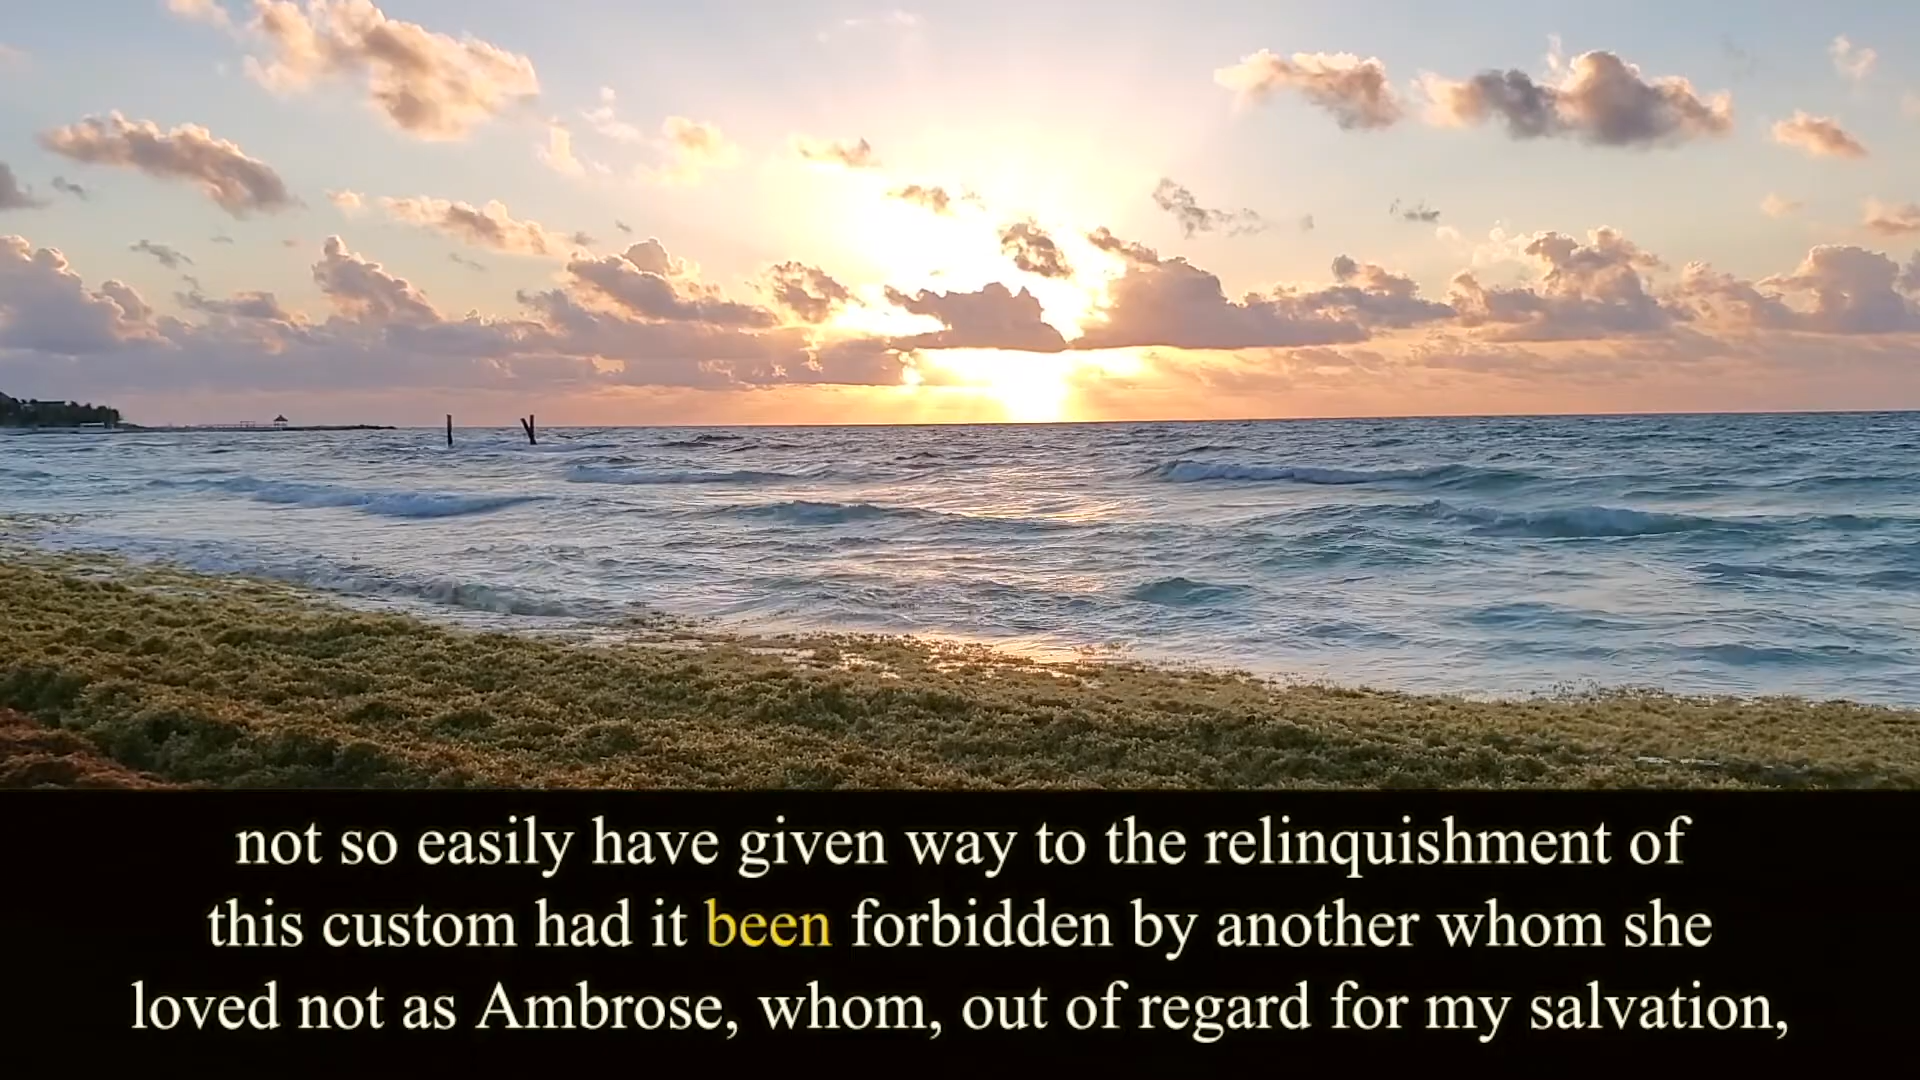 not so easily have given way to the relinquishment of
this custom had it been forbidden by another whom she
loved not as Ambrose, whom, out of regard for my salvation,